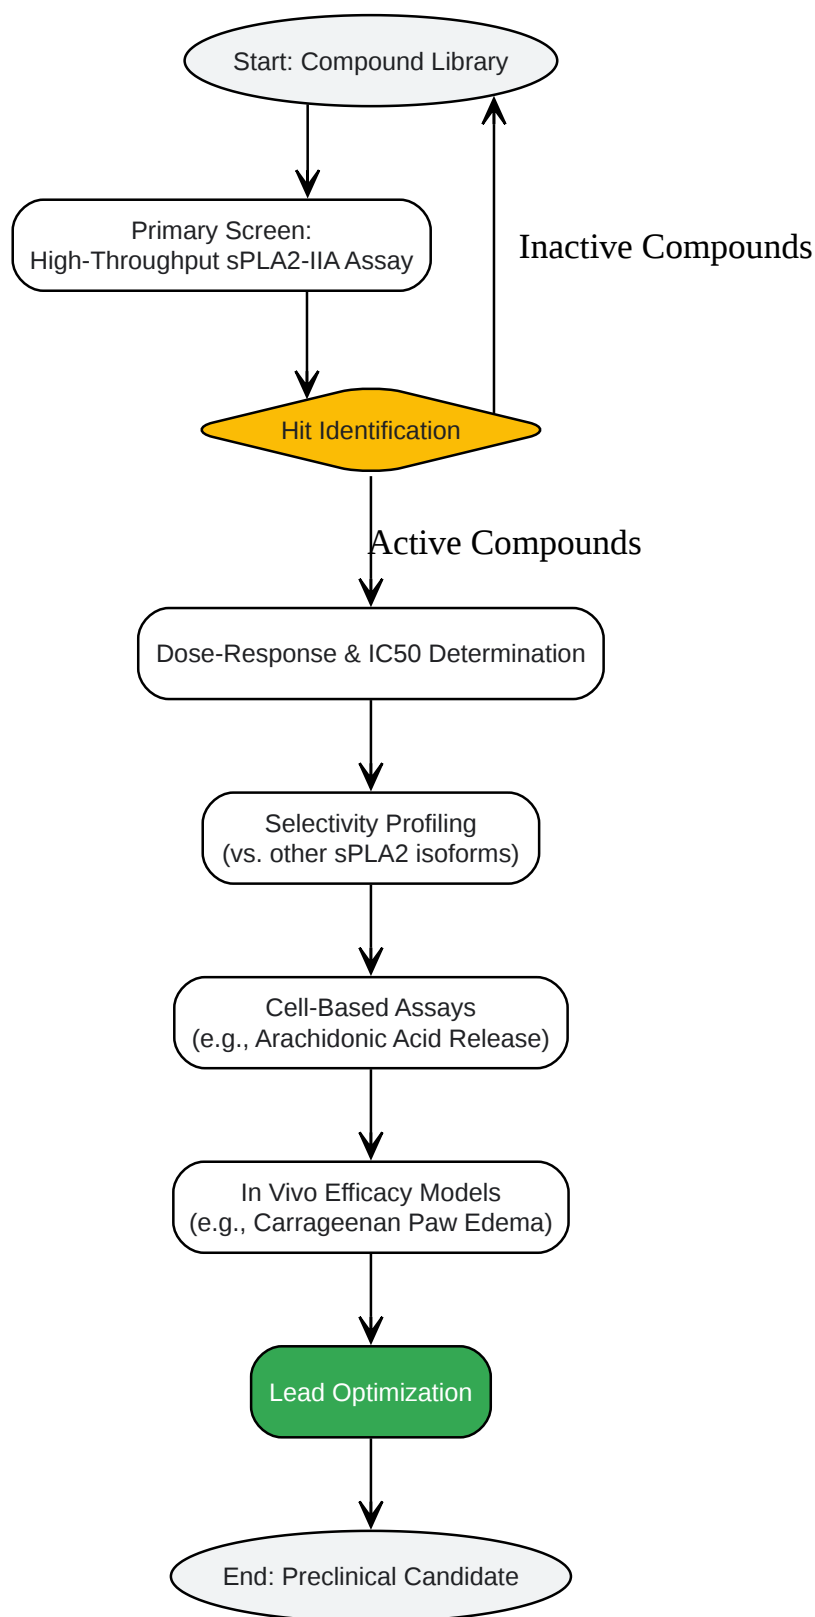 Start: Compound Library
Primary Screen:
High-Throughput sPLA2-IIA Assay
Inactive Compounds
Hit Identification
Active Compounds
Dose-Response & IC50 Determination
Selectivity Profiling
(vs. other sPLA2 isoforms)
Cell-Based Assays
(e.g., Arachidonic Acid Release)
In Vivo Efficacy Models
(e.g., Carrageenan Paw Edema)
Lead Optimization
End: Preclinical Candidate